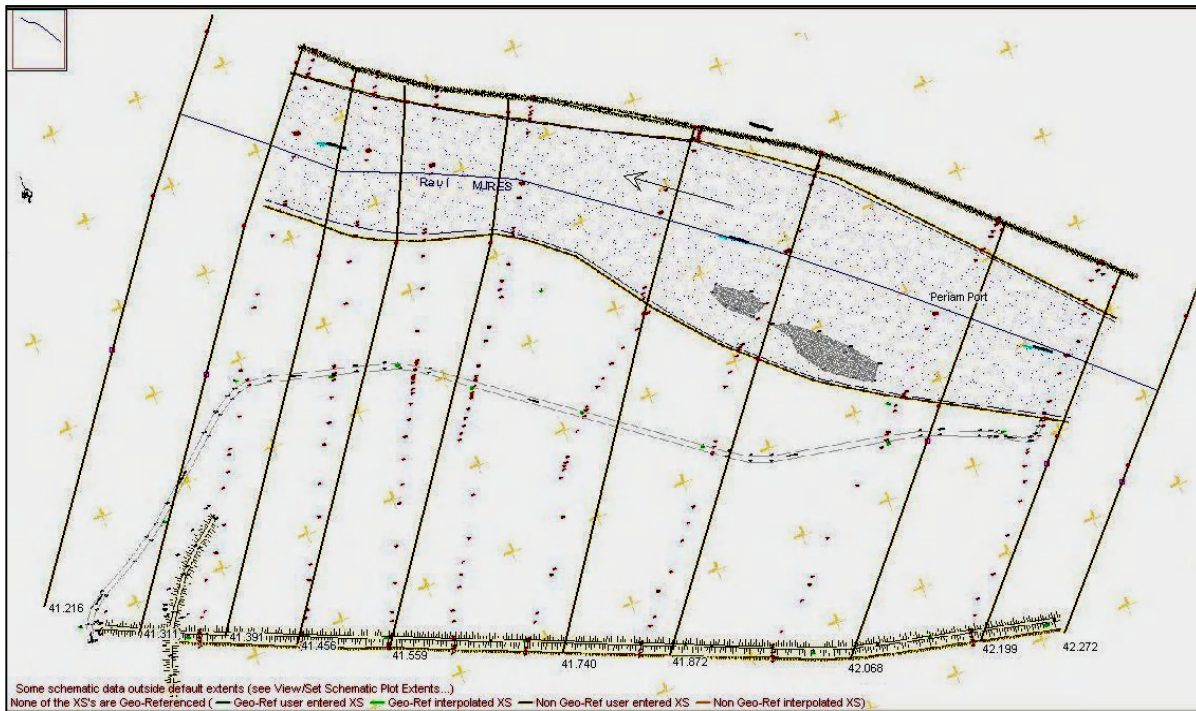 Raul MURES
Periam Port
41.216
41.311
41.391
41.456
41.559
41.740
41.872
42.068
42.199
42.272
Some schematic data outside default extents (see View/Set Schematic Plot Extents...)
None of the XS's are Geo-Referenced ( Geo-Ref user entered XS Geo-Ref interpolated XS Non Geo-Ref user entered XS Non Geo-Ref interpolated XS)